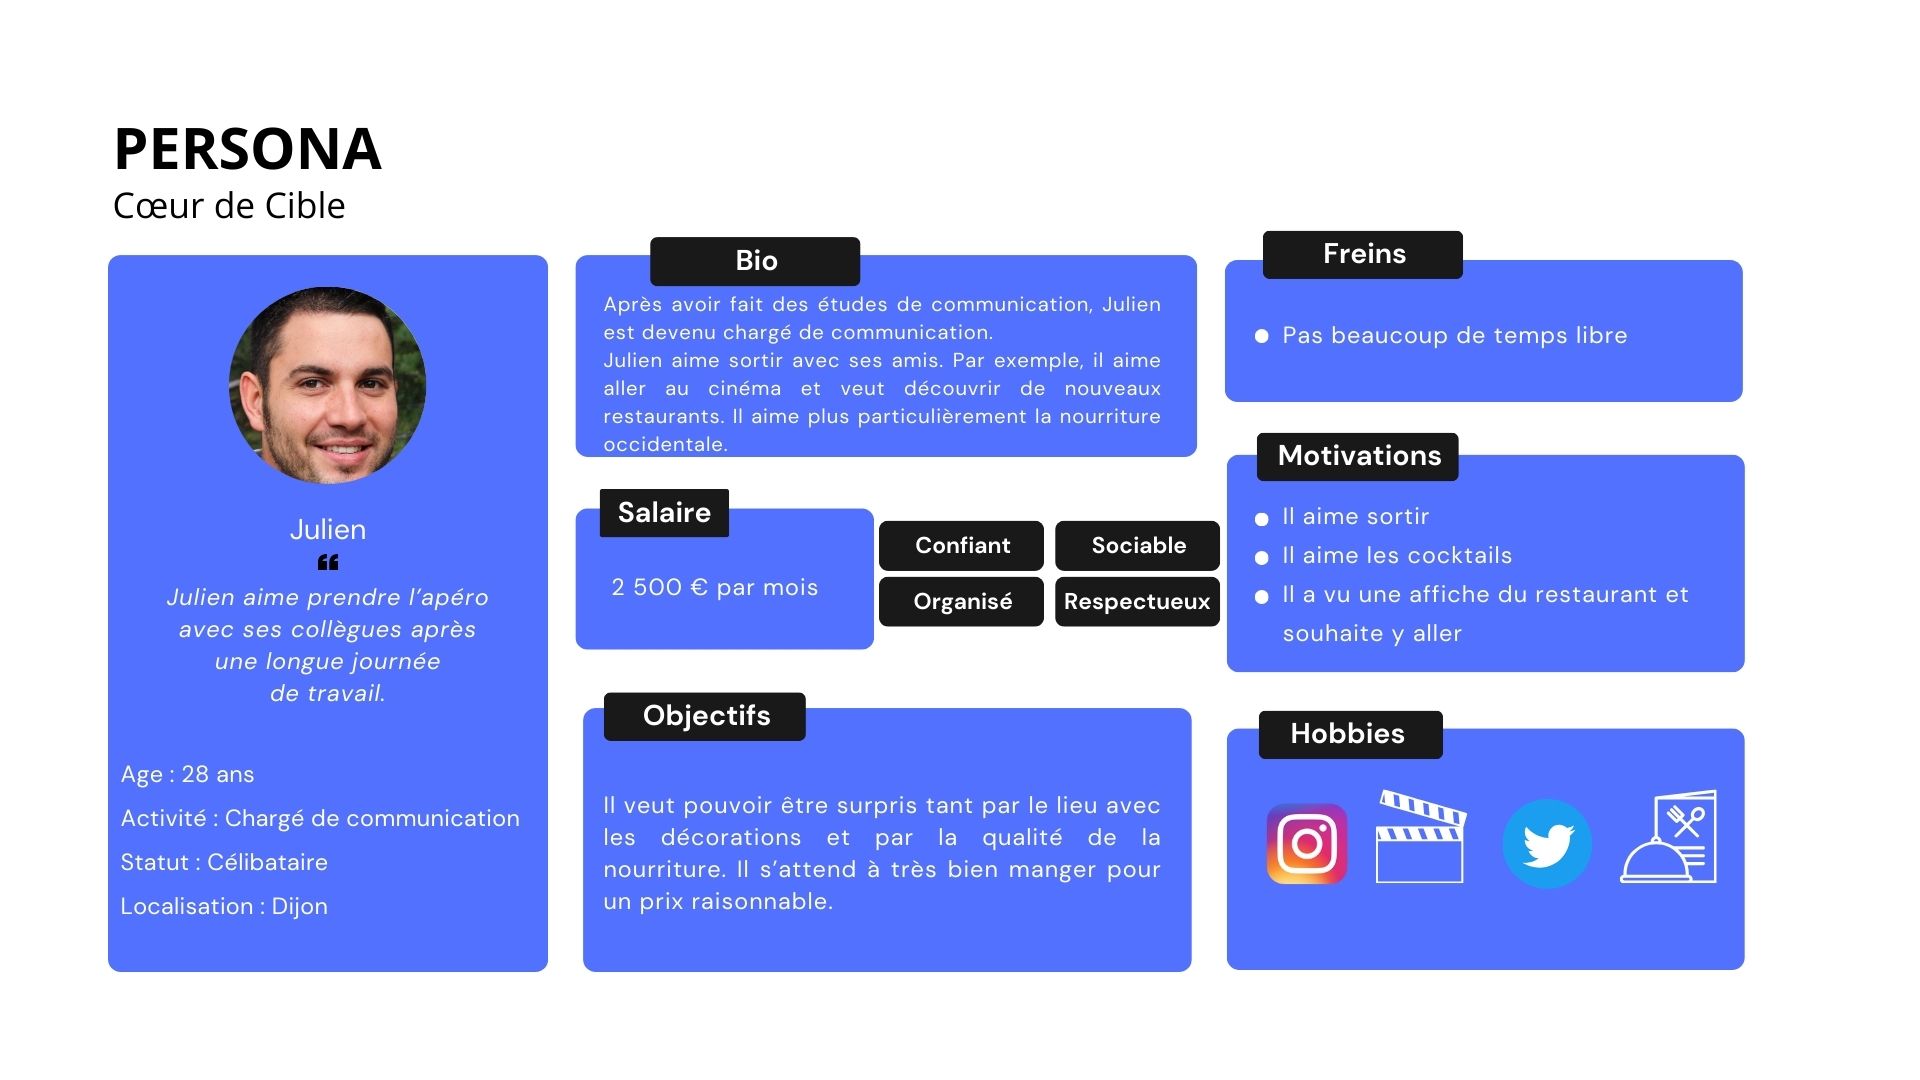 PERSONA
Cœur de Cible
Julien
❝
Julien aime prendre l’apéro
avec ses collègues après
une longue journée
de travail.
Age : 28 ans
Activité : Chargé de communication
Statut : Célibataire
Localisation : Dijon
Bio
Après avoir fait des études de communication, Julien
est devenu chargé de communication.
Julien aime sortir avec ses amis. Par exemple, il aime
aller au cinéma et veut découvrir de nouveaux
restaurants. Il aime plus particulièrement la nourriture
occidentale.
Salaire
2 500 € par mois
Confiant
Sociable
Organisé
Respectueux
Objectifs
Il veut pouvoir être surpris tant par le lieu avec
les décorations et par la qualité de la
nourriture. Il s’attend à très bien manger pour
un prix raisonnable.
Freins
Pas beaucoup de temps libre
Motivations
Il aime sortir
Il aime les cocktails
Il a vu une affiche du restaurant et
souhaite y aller
Hobbies